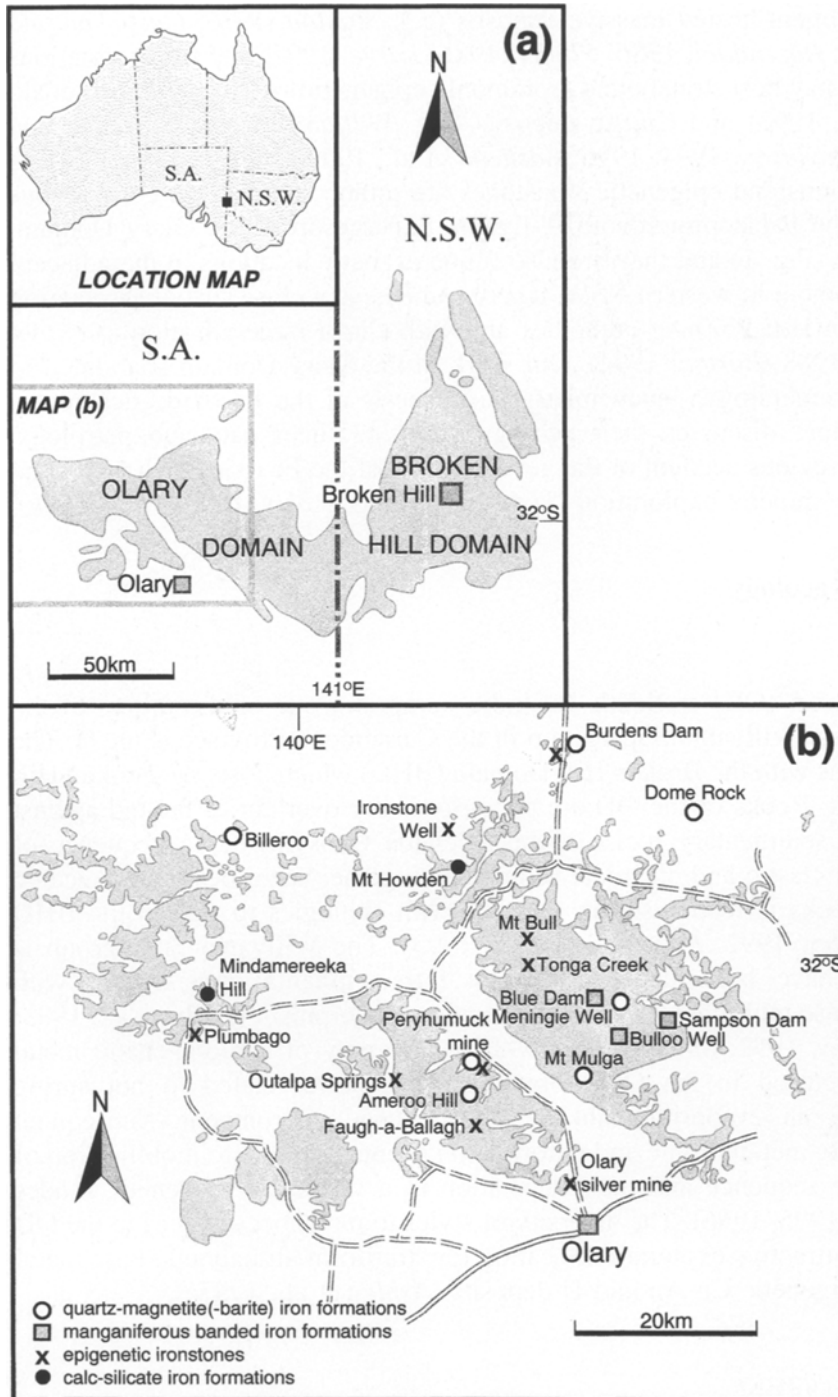 (a)
N
S.A.
N.S.W.
LOCATION MAP
N.S.W.
S.A.
MAP (b)
OLARY
DOMAIN
Olary
BROKEN
Broken Hill
HILL DOMAIN
32°S
50km
141°E
(b)
140°E
Burdens Dam
Dome Rock
Ironstone
Well
Billeroo
Mt Howden
Mt Bull
Tonga Creek
32°S
Mindamereeka
Hill
Blue Dam
Meningie Well
Sampson Dam
Bulloo Well
Plumbago
Peryhumuck
mine
Mt Mulga
Outalpa Springs
Ameroo Hill
Faugh-a-Ballagh
N
Olary
silver mine
Olary
quartz-magnetite(-barite) iron formations
manganiferous banded iron formations
epigenetic ironstones
calc-silicate iron formations
20km